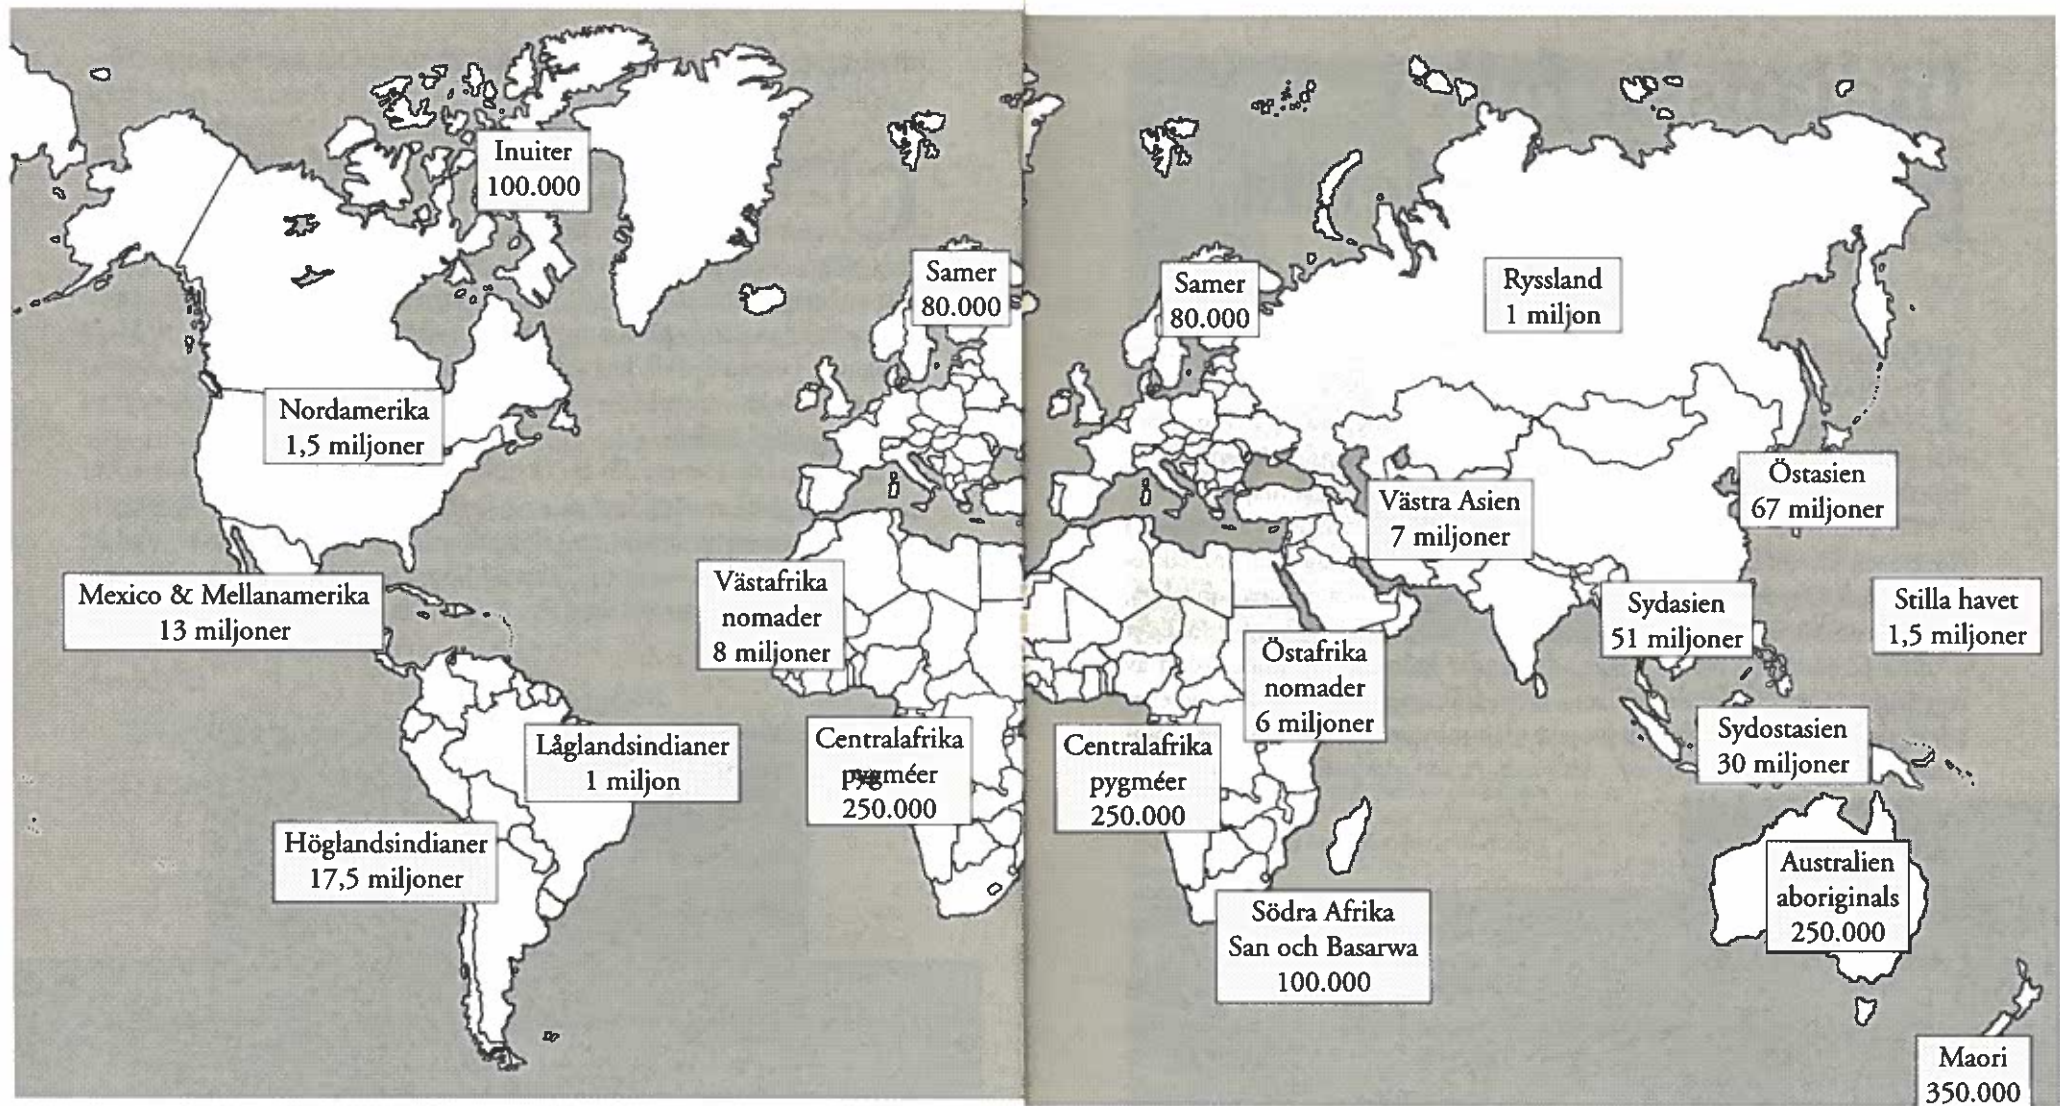 Inuiter
100.000
Samer
80.000
Nordamerika
1,5 miljoner
Mexico & Mellanamerika
13 miljoner
Västafrika
nomader
8 miljoner
Låglandsindianer
1 miljon
Centralafrika
pygméer
250.000
Höglandsindianer
17,5 miljoner
Samer
80.000
Ryssland
1 miljon
Östasien
67 miljoner
Västra Asien
7 miljoner
Sydasien
51 miljoner
Stilla havet
1,5 miljoner
Östafrika
nomader
6 miljoner
Sydostasien
30 miljoner
Centralafrika
pygméer
250.000
Australien
aboriginals
250.000
Södra Afrika
San och Basarwa
100.000
Maori
350.000